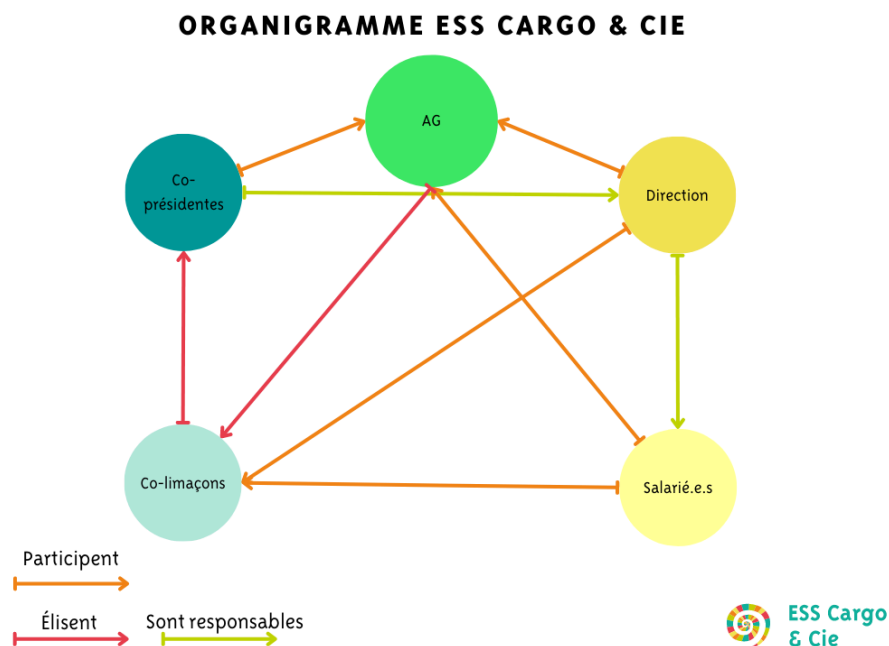 ORGANIGRAMME ESS CARGO & CIE
AG
Co-
présidentes
Direction
Co-limaçons
Salarié.e.s
Participent
Élisent
Sont responsables
ESS Cargo
& Cie